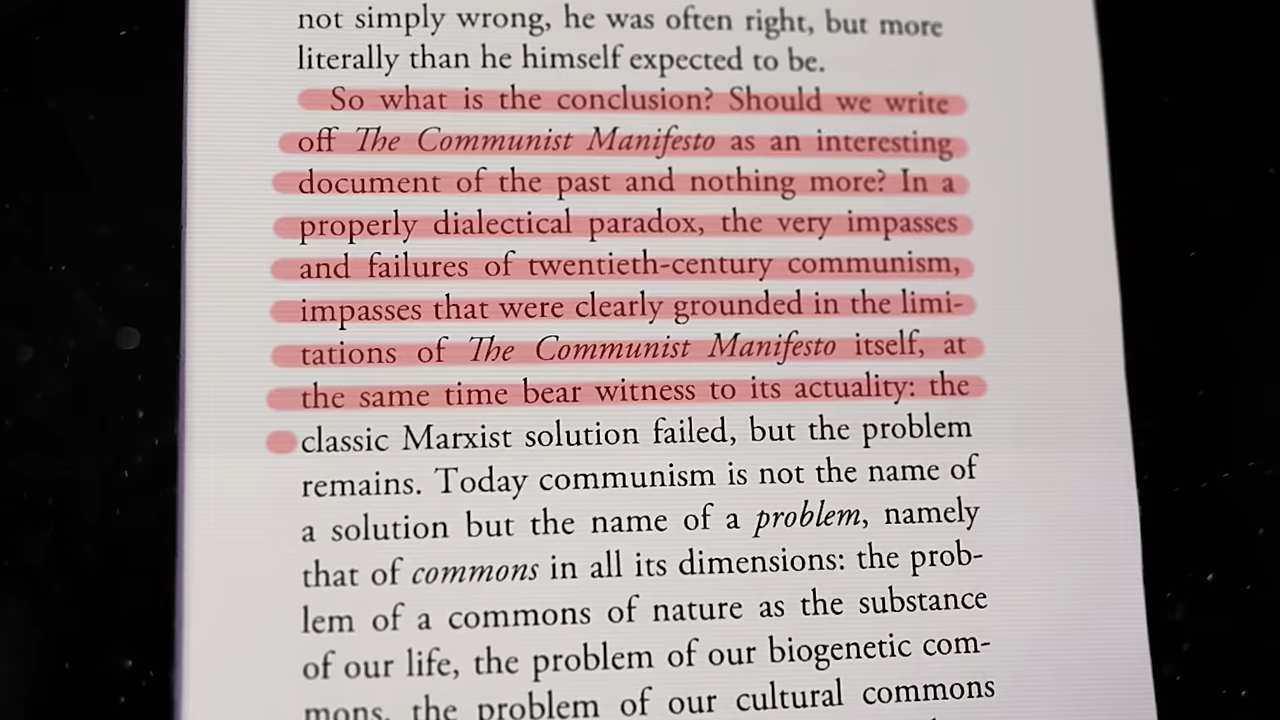 not simply wrong, he was often right, but more
literally than he himself expected to be.
So what is the conclusion? Should we write
off The Communist Manifesto as an interesting
document of the past and nothing more? In a
properly dialectical paradox, the very impasses
and failures of twentieth-century communism,
impasses that were clearly grounded in the limi-
tations of The Communist Manifesto itself, at
the same time bear witness to its actuality: the
classic Marxist solution failed, but the problem
remains. Today communism is not the name of
a solution but the name of a problem, namely
that of commons in all its dimensions: the prob-
lem of a commons of nature as the substance
of our life, the problem of our biogenetic com-
mons, the problem of our cultural commons